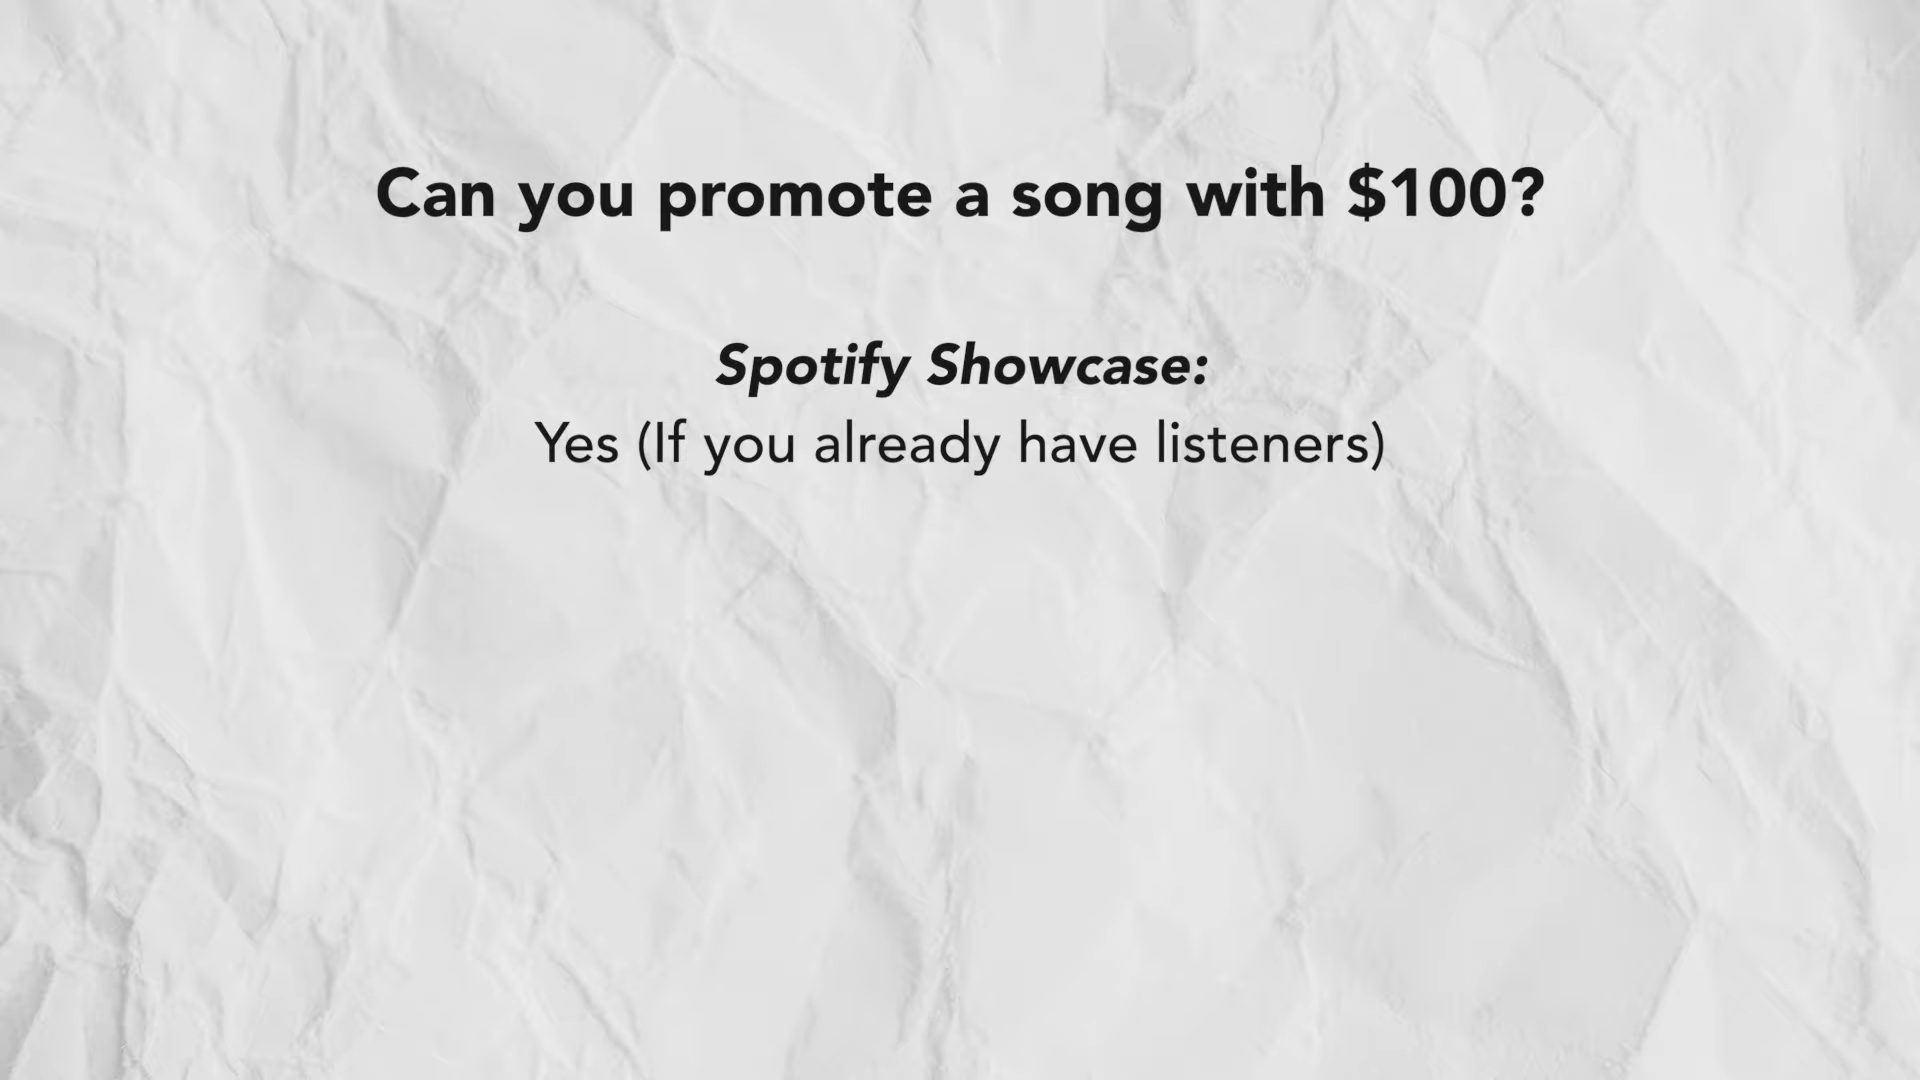 Can you promote a song with $100?
Spotify Showcase:
Yes (If you already have listeners)